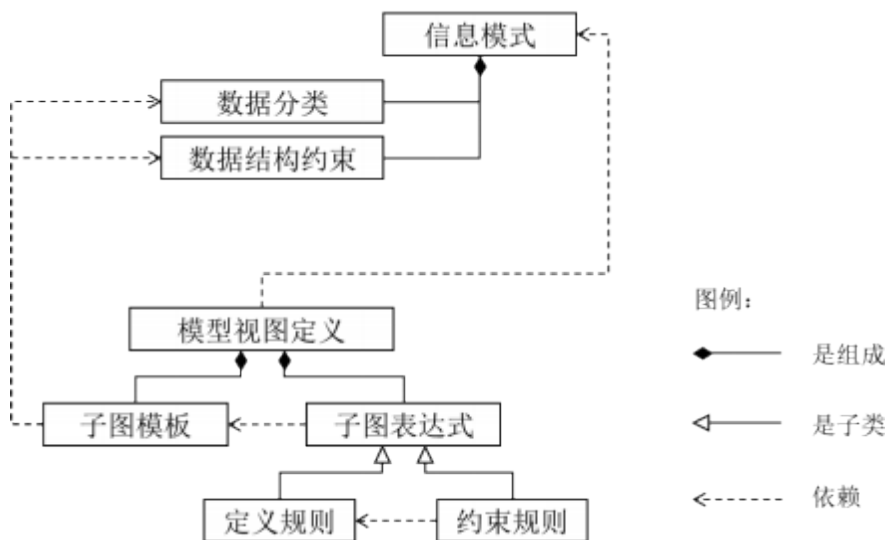 信息模式
数据分类
数据结构约束
模型视图定义
子图模板
子图表达式
定义规则
约束规则
图例：
是组成
是子类
依赖